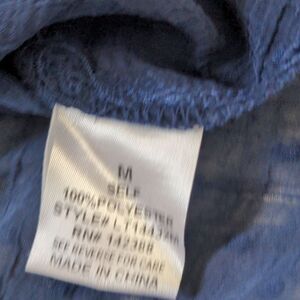 M
SELF
100%POLYESTER
STYLE#
RN# 142388
SEE REVERSE FOR CARE
MADE IN CHINA